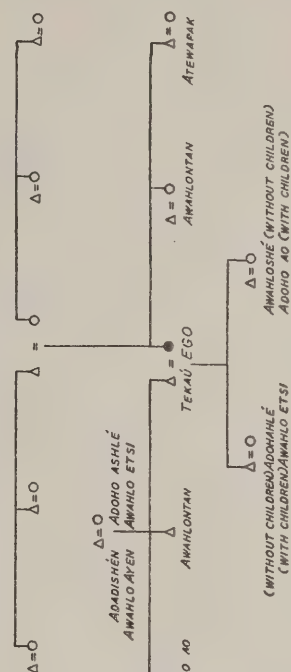 ADADISHÉN ADOHO ASHLÉ
AWAHLO AYEN AWAHLO ETSI
O AO
AWAHLONTAN
TEKAÚ
EGO
AWAHLONTAN
ATEWAPAK
(WITHOUT CHILDREN) ADOHAHLÉ
(WITH CHILDREN) AWAHLO ETSI
AWAHLOSHÉ (WITHOUT CHILDREN)
ADOHO AO (WITH CHILDREN)